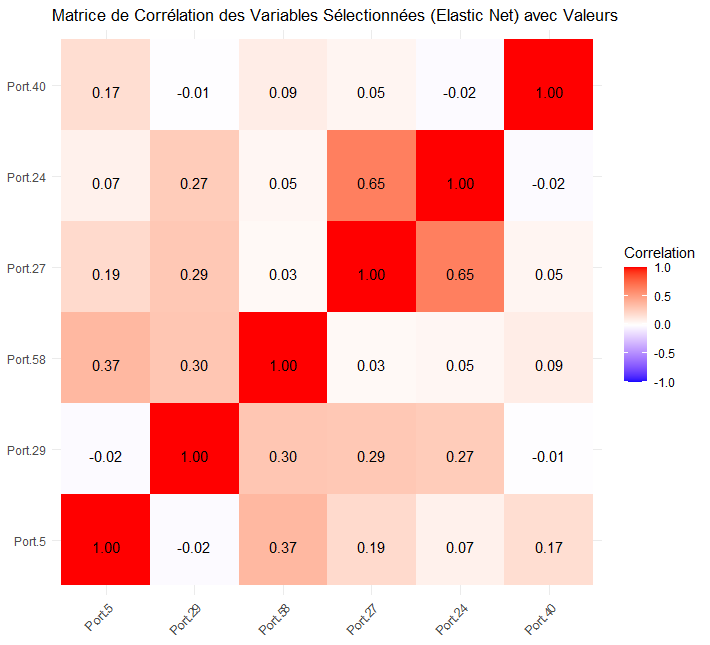 Matrice de Corrélation des Variables Sélectionnées (Elastic Net) avec Valeurs
Port.40 0.17 -0.01 0.09 0.05 -0.02 1.00
Port.24 0.07 0.27 0.05 0.65 1.00 -0.02
Port.27 0.19 0.29 0.03 1.00 0.65 0.05
Port.58 0.37 0.30 1.00 0.03 0.05 0.09
Port.29 -0.02 1.00 0.30 0.29 0.27 -0.01
Port.5 1.00 -0.02 0.37 0.19 0.07 0.17
Port.5 Port.29 Port.58 Port.27 Port.24 Port.40
Correlation
1.0
0.5
0.0
-0.5
-1.0